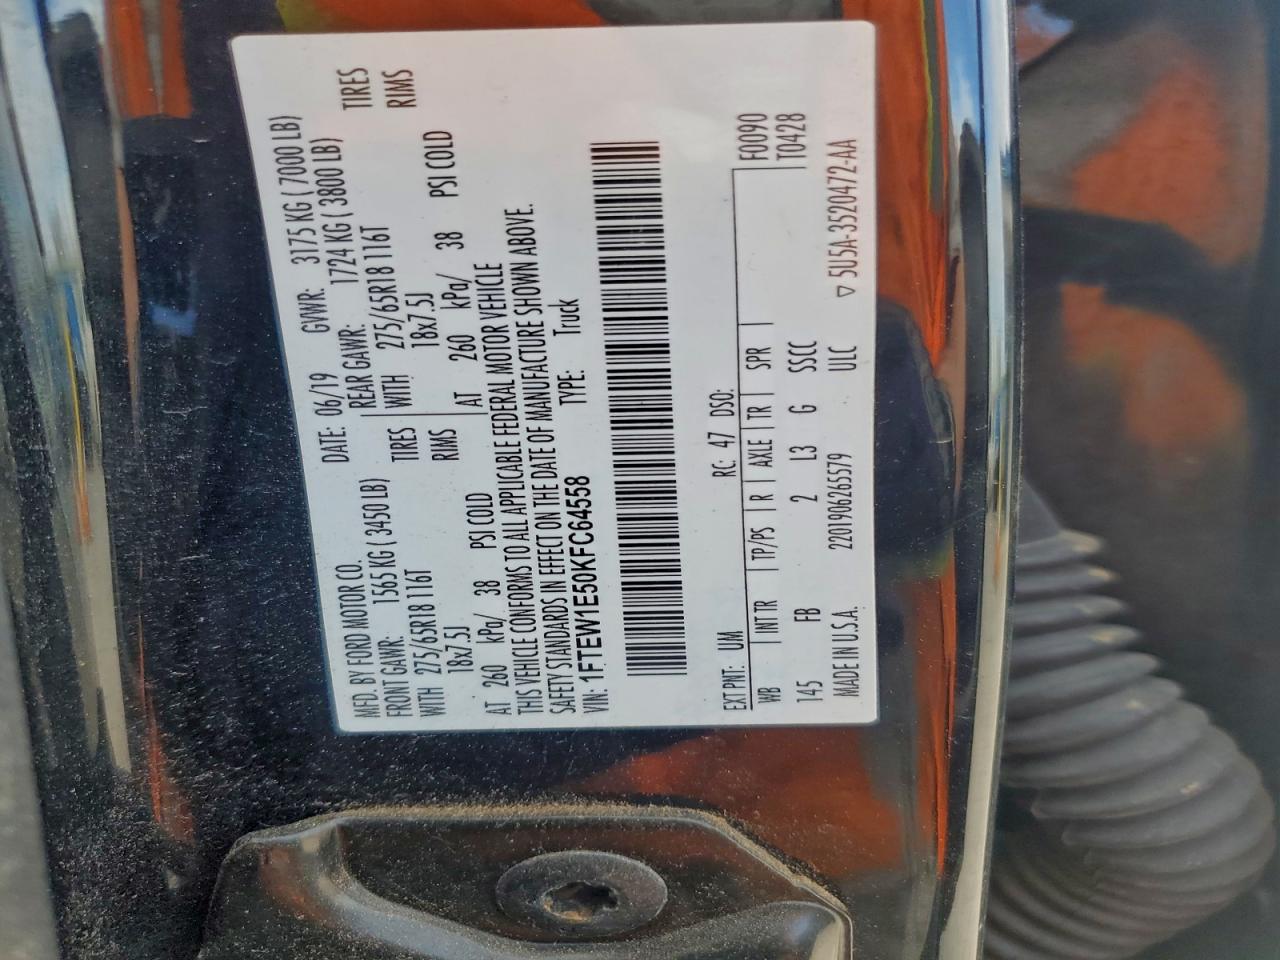 MFD. BY FORD MOTOR CO.
DATE: 06/19 GVWR: 3175 KG ( 7000 LB)
FRONT GAWR: REAR GAWR:
1565 KG ( 3450 LB) 1724 KG ( 3800 LB)
WITH 275/65R18 116T TIRES WITH 275/65R18 116T TIRES
18x7.5J RIMS 18x7.5J RIMS
AT 260 kPa/ 38 PSI COLD AT 260 kPa/ 38 PSI COLD
THIS VEHICLE CONFORMS TO ALL APPLICABLE FEDERAL MOTOR VEHICLE
SAFETY STANDARDS IN EFFECT ON THE DATE OF MANUFACTURE SHOWN ABOVE.
VIN: 1FTEW1E50KFC64558 TYPE: Truck
EXT PNT: UM RC: 47 DSO: F0090
WB INT TR TP/PS R AXLE TR SPR T0428
145 FB 2 L3 G SSCC
MADE IN U.S.A. 220190626S579 ULC ▽ 5U5A-3520472-AA